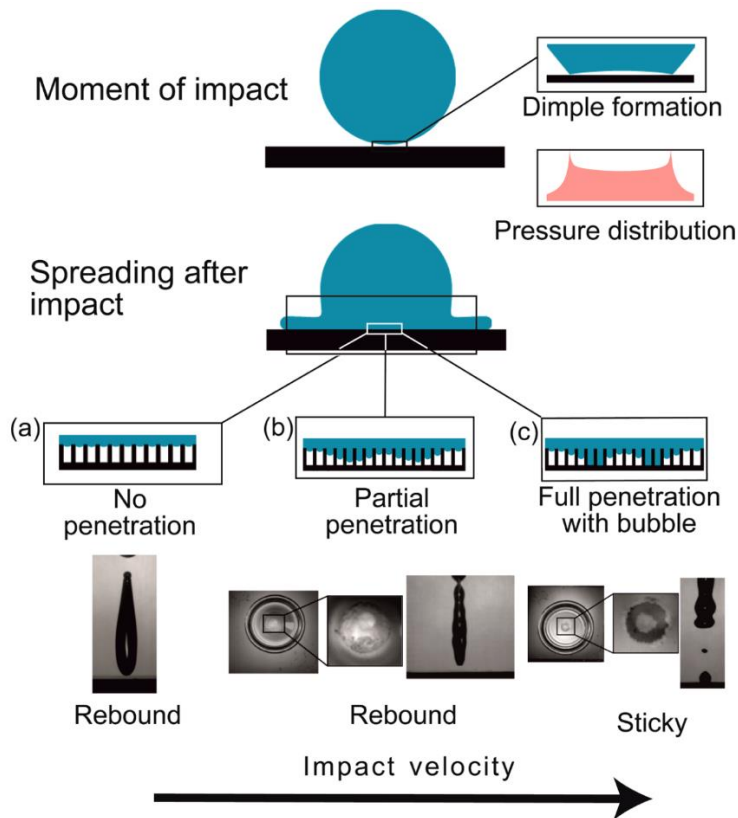 Moment of impact
Dimple formation
Pressure distribution
Spreading after
impact
(a)
(b)
(c)
No
penetration
Partial
penetration
Full penetration
with bubble
Rebound
Rebound
Sticky
Impact velocity